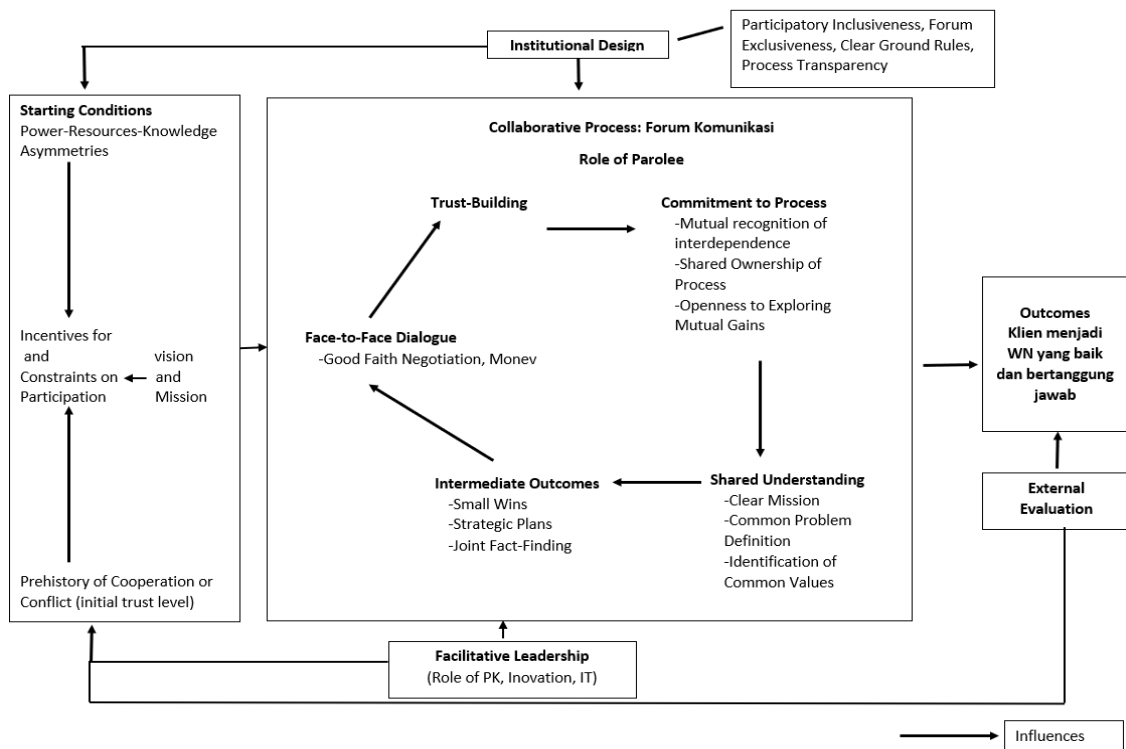 Institutional Design
Participatory Inclusiveness, Forum
Exclusiveness, Clear Ground Rules,
Process Transparency
Starting Conditions
Power-Resources-Knowledge
Asymmetries
Incentives for
and
Constraints on
Participation
vision
and
Mission
Prehistory of Cooperation or
Conflict (initial trust level)
Collaborative Process: Forum Komunikasi
Role of Parolee
Trust-Building
Commitment to Process
-Mutual recognition of
interdependence
-Shared Ownership of
Process
-Openness to Exploring
Mutual Gains
Face-to-Face Dialogue
-Good Faith Negotiation, Monev
Intermediate Outcomes
-Small Wins
-Strategic Plans
-Joint Fact-Finding
Shared Understanding
-Clear Mission
-Common Problem
Definition
-Identification of
Common Values
Outcomes
Klien menjadi
WN yang baik
dan bertanggung
jawab
External
Evaluation
Facilitative Leadership
(Role of PK, Inovation, IT)
Influences